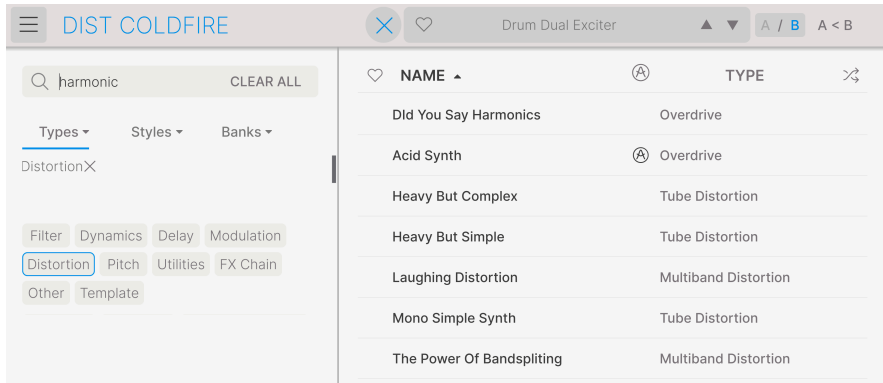 DIST COLDFIRE
Drum Dual Exciter
A / B
A < B
harmonic
CLEAR ALL
Types
Styles
Banks
Distortion
Filter
Dynamics
Delay
Modulation
Distortion
Pitch
Utilities
FX Chain
Other
Template
NAME
TYPE
DId You Say Harmonics Overdrive
Acid Synth Overdrive
Heavy But Complex Tube Distortion
Heavy But Simple Tube Distortion
Laughing Distortion Multiband Distortion
Mono Simple Synth Tube Distortion
The Power Of Bandspliting Multiband Distortion